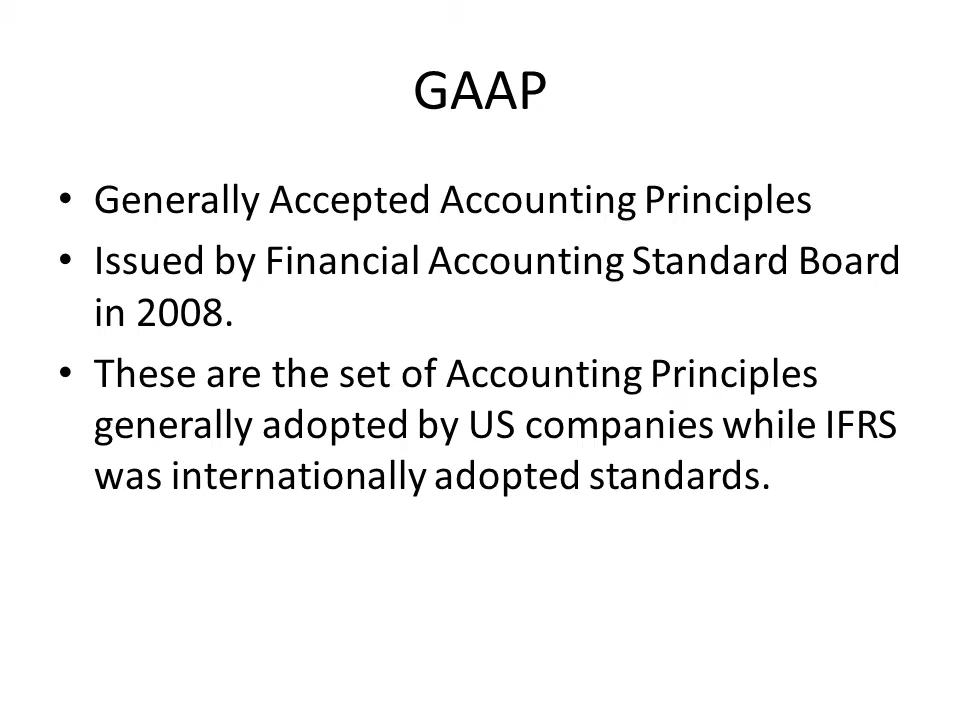 GAAP
• Generally Accepted Accounting Principles
• Issued by Financial Accounting Standard Board
in 2008.
• These are the set of Accounting Principles
generally adopted by US companies while IFRS
was internationally adopted standards.